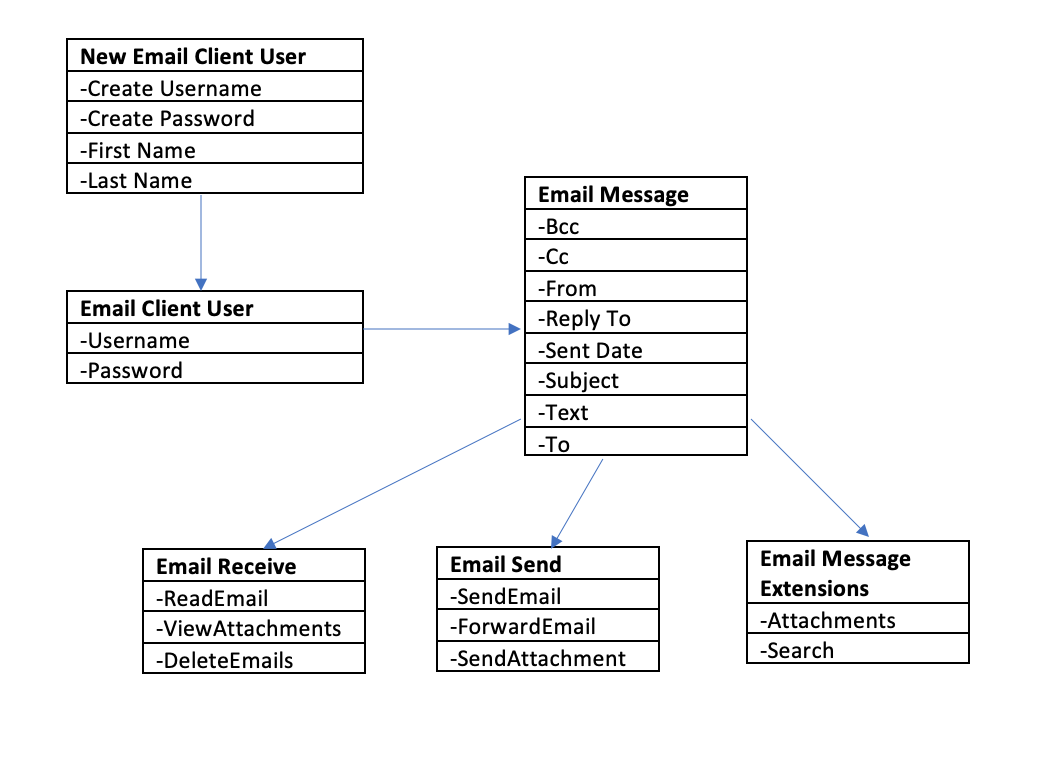 New Email Client User
-Create Username
-Create Password
-First Name
-Last Name
Email Client User
-Username
-Password
Email Message
-Bcc
-Cc
-From
-Reply To
-Sent Date
-Subject
-Text
-To
Email Receive
-ReadEmail
-ViewAttachments
-DeleteEmails
Email Send
-SendEmail
-ForwardEmail
-SendAttachment
Email Message
Extensions
-Attachments
-Search